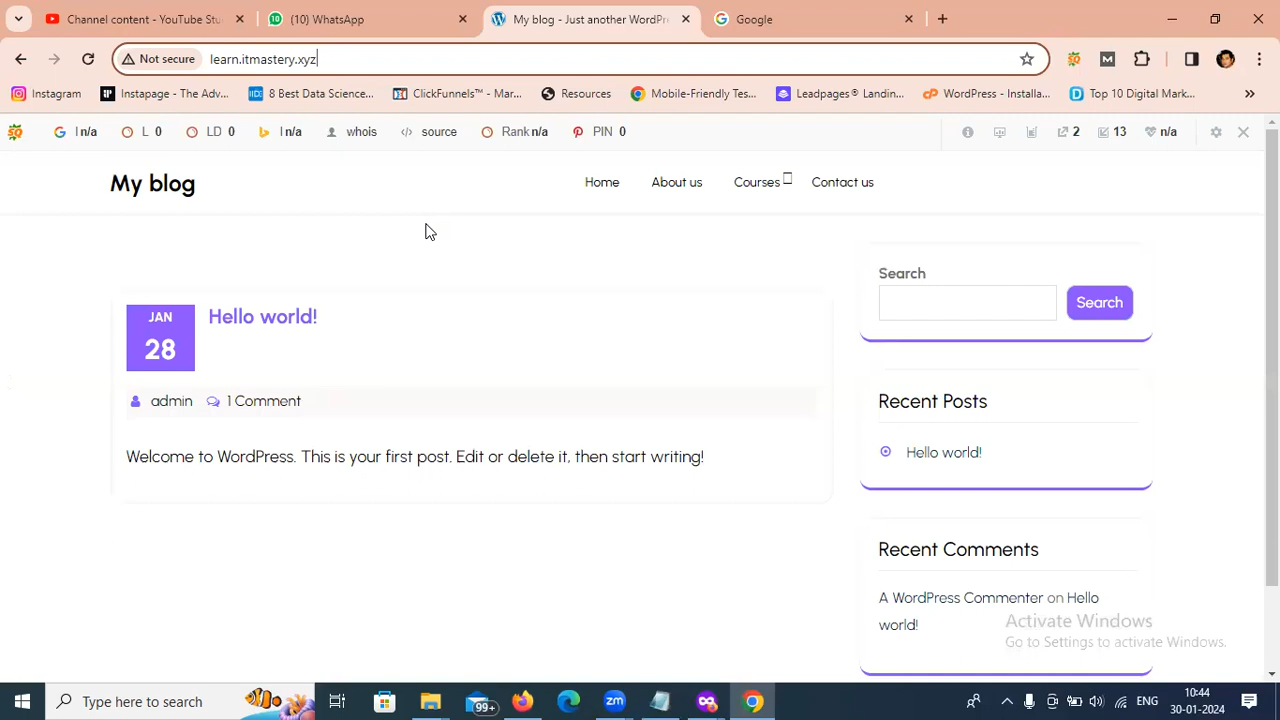 Channel content - YouTube Stu
(10) WhatsApp
My blog - Just another WordPr
Google
Not secure
learn.itmastery.xyz
Instagram
Instapage - The Adv...
8 Best Data Science...
ClickFunnels™ - Mar...
Resources
Mobile-Friendly Tes...
Leadpages® Landin...
WordPress - Installa...
Top 10 Digital Mark...
I n/a
L 0
LD 0
I n/a
whois
source
Rank n/a
PIN 0
2
13
n/a
My blog
Home
About us
Courses
Contact us
JAN
28
Hello world!
admin
1 Comment
Welcome to WordPress. This is your first post. Edit or delete it, then start writing!
Search
Search
Recent Posts
Hello world!
Recent Comments
A WordPress Commenter on Hello
world!
Activate Windows
Go to Settings to activate Windows.
Type here to search
99+
ENG
10:44
30-01-2024